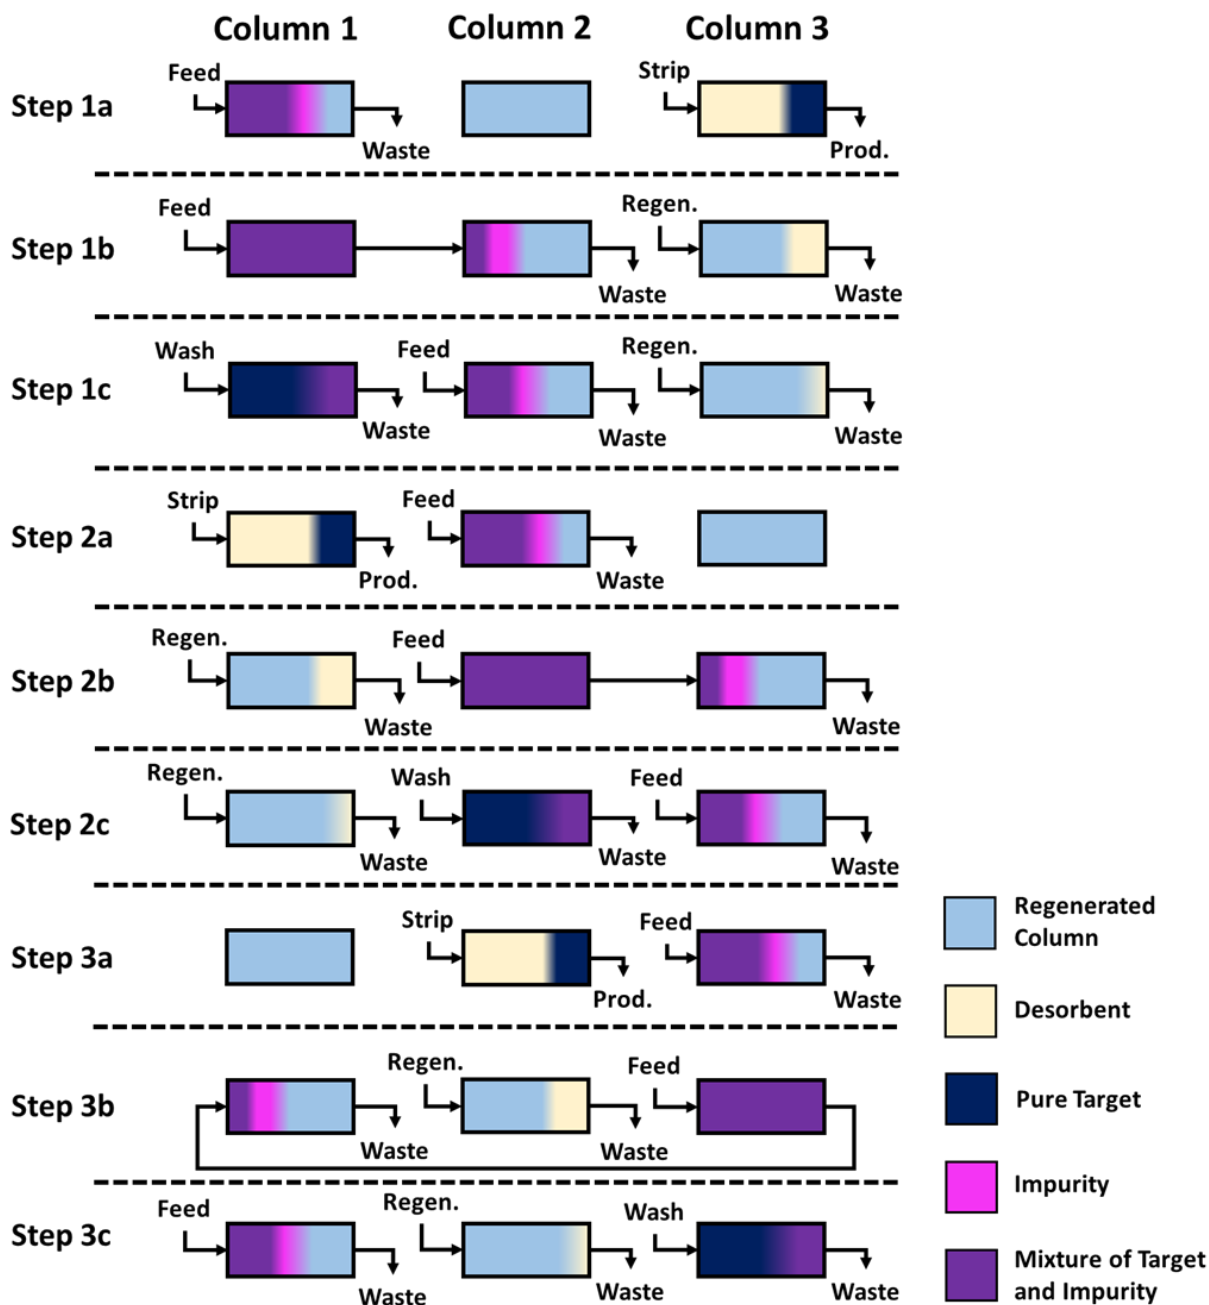 Column 1 Column 2 Column 3
Step 1a
Feed
Waste
Strip
Prod.
Step 1b
Feed
Waste
Regen.
Waste
Step 1c
Wash
Waste
Feed
Waste
Regen.
Waste
Step 2a
Strip
Prod.
Feed
Waste
Step 2b
Regen.
Waste
Feed
Waste
Step 2c
Regen.
Waste
Wash
Waste
Feed
Waste
Step 3a
Strip
Prod.
Feed
Waste
Step 3b
Waste
Regen.
Waste
Feed
Step 3c
Feed
Waste
Regen.
Waste
Wash
Waste
Regenerated
Column
Desorbent
Pure Target
Impurity
Mixture of Target
and Impurity